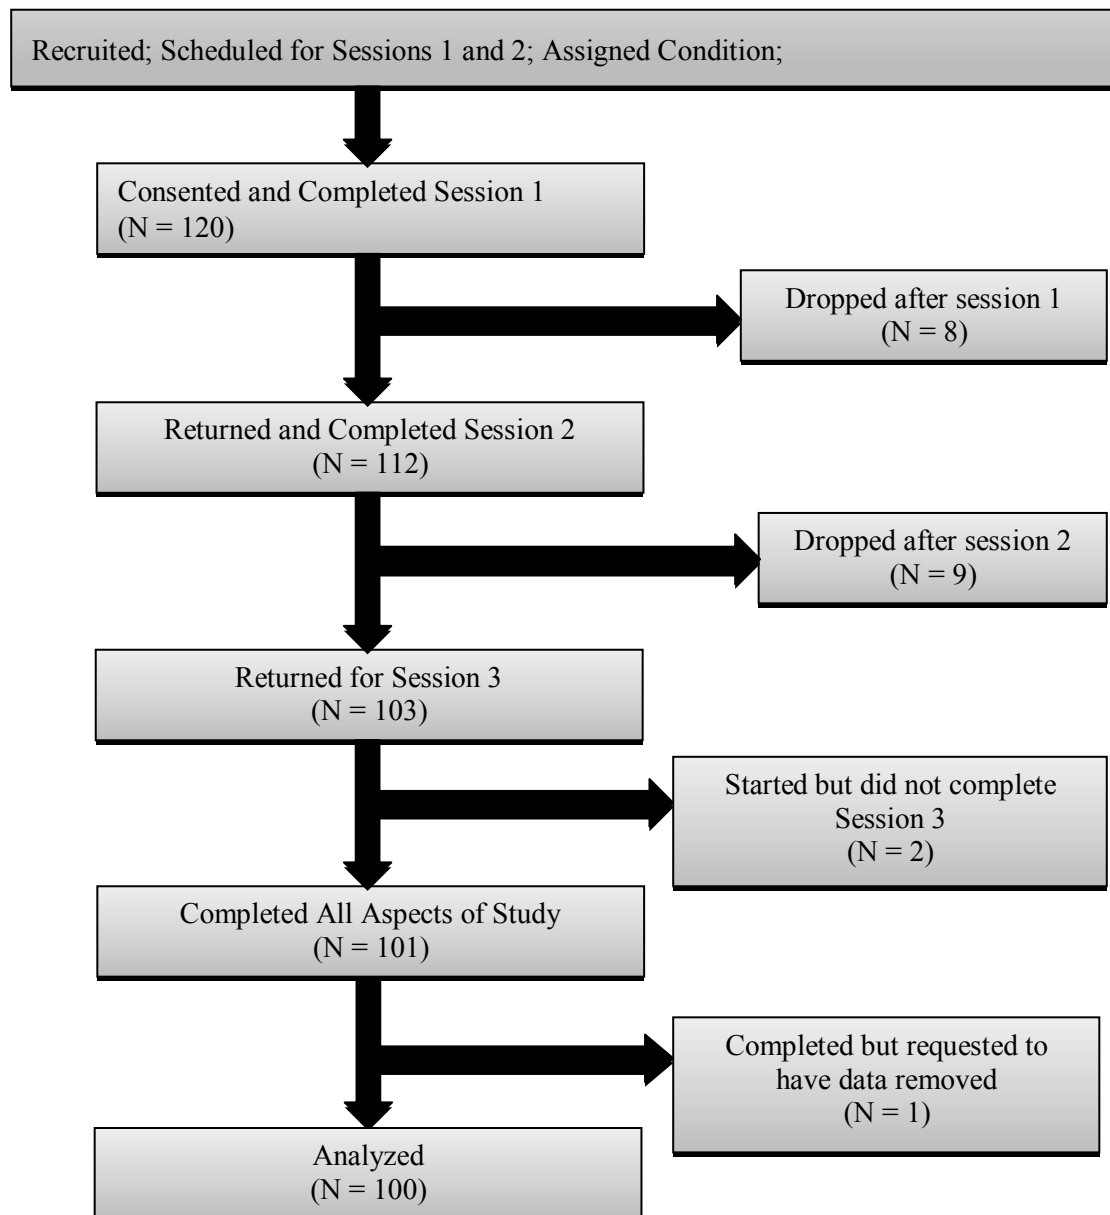 Recruited; Scheduled for Sessions 1 and 2; Assigned Condition;
Consented and Completed Session 1
(N = 120)
Dropped after session 1
(N = 8)
Returned and Completed Session 2
(N = 112)
Dropped after session 2
(N = 9)
Returned for Session 3
(N = 103)
Started but did not complete
Session 3
(N = 2)
Completed All Aspects of Study
(N = 101)
Completed but requested to
have data removed
(N = 1)
Analyzed
(N = 100)